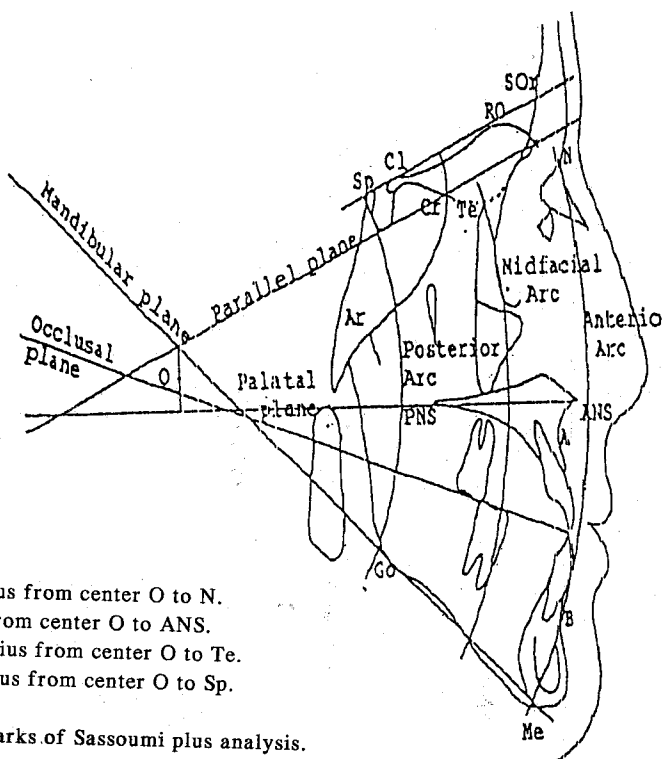 SOr
RO
N
Cl
Sp
Cf Te
Mandibular plane
Parallel plane
Midfacial
Arc
Ar
Anterio
Arc
Occlusal
plane
Posterior
Arc
O
Palatal
plane
PNS
ANS
A
Go
B
Me
us from center O to N.
rom center O to ANS.
ius from center O to Te.
us from center O to Sp.
arks of Sassoumi plus analysis.